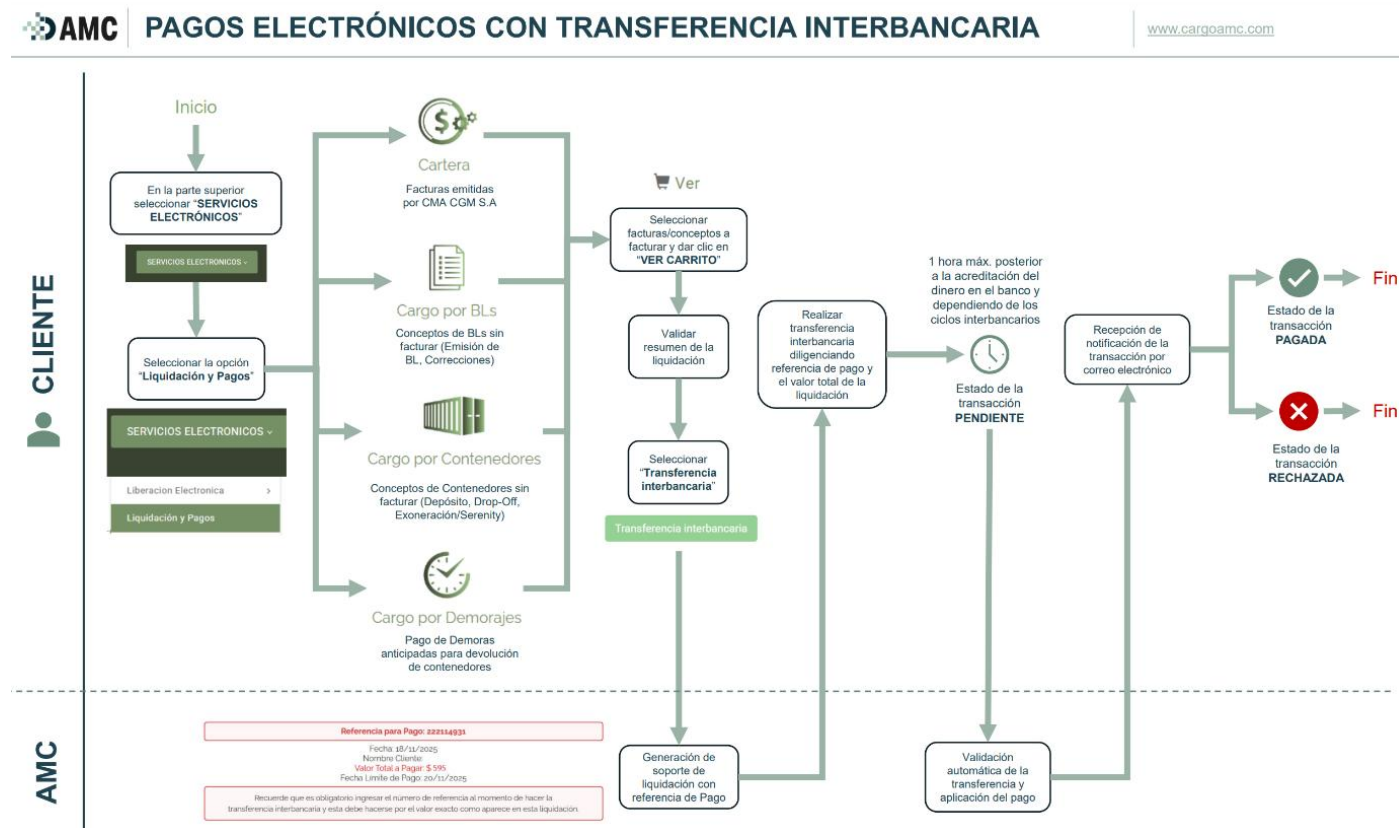 AMC
PAGOS ELECTRÓNICOS CON TRANSFERENCIA INTERBANCARIA
www.cargoamc.com
CLIENTE
Inicio
En la parte superior
seleccionar “SERVICIOS
ELECTRÓNICOS”
SERVICIOS ELECTRONICOS
Seleccionar la opción
“Liquidación y Pagos”
SERVICIOS ELECTRONICOS
Liberacion Electronica
Liquidación y Pagos
Cartera
Facturas emitidas
por CMA CGM S.A
Cargo por BLs
Conceptos de BLs sin
facturar (Emisión de
BL, Correcciones)
Cargo por Contenedores
Conceptos de Contenedores sin
facturar (Depósito, Drop-Off,
Exoneración/Serenity)
Cargo por Demorajes
Pago de Demoras
anticipadas para devolución
de contenedores
Ver
Seleccionar
facturas/conceptos a
facturar y dar clic en
“VER CARRITO”
Validar
resumen de la
liquidación
Seleccionar
“Transferencia
interbancaria”
Transferencia interbancaria
Realizar
transferencia
interbancaria
diligenciando
referencia de pago y
el valor total de la
liquidación
1 hora máx. posterior
a la acreditación del
dinero en el banco y
dependiendo de los
ciclos interbancarios
Estado de la
transacción
PENDIENTE
Recepción de
notificación de la
transacción por
correo electrónico
Estado de la
transacción
PAGADA
Fin
Estado de la
transacción
RECHAZADA
Fin
AMC
Referencia para Pago: 222114931
Fecha: 18/11/2025
Nombre Cliente:
Valor Total a Pagar: $ 595
Fecha Limite de Pago: 20/11/2025
Recuerde que es obligatorio ingresar el número de referencia al momento de hacer la
transferencia interbancaria y esta debe hacerse por el valor exacto como aparece en esta liquidación.
Generación de
soporte de
liquidación con
referencia de Pago
Validación
automática de la
transferencia y
aplicación del pago